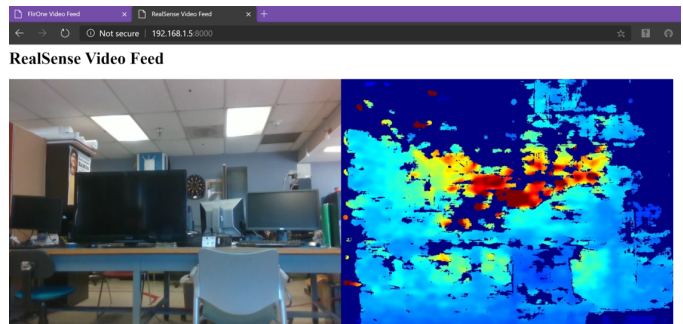 FlirOne Video Feed
RealSense Video Feed
Not secure | 192.168.1.5:8000
RealSense Video Feed